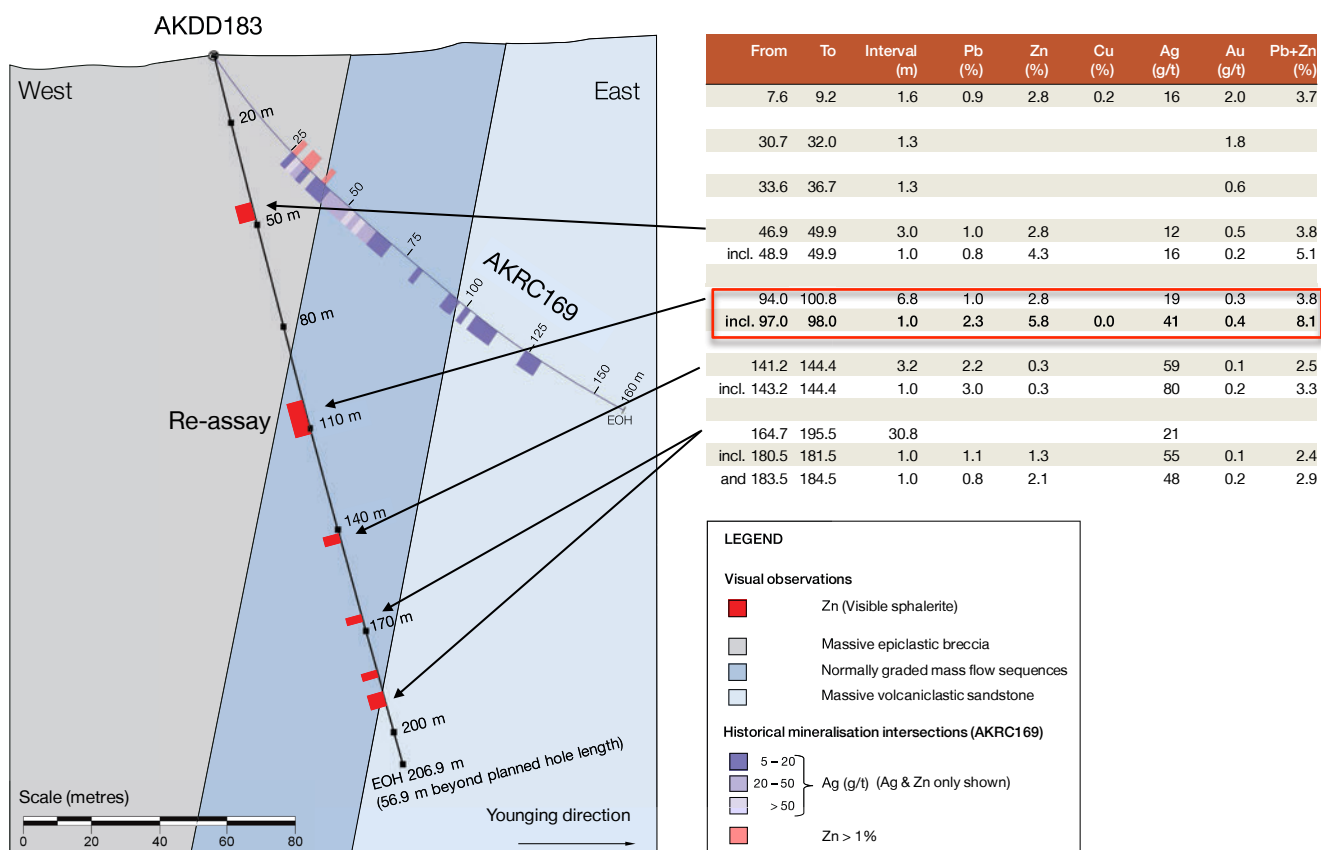 AKDD183
West
East
20 m
50 m
80 m
Re-assay
110 m
140 m
170 m
200 m
EOH 206.9 m
(56.9 m beyond planned hole length)
25
50
75
100
125
150
160 m
EOH
AKRC169
Scale (metres)
0 20 40 60 80
Younging direction
From To Interval (m) Pb (%) Zn (%) Cu (%) Ag (g/t) Au (g/t) Pb+Zn (%)
7.6 9.2 1.6 0.9 2.8 0.2 16 2.0 3.7
30.7 32.0 1.3 1.8
33.6 36.7 1.3 0.6
46.9 49.9 3.0 1.0 2.8 12 0.5 3.8
incl. 48.9 49.9 1.0 0.8 4.3 16 0.2 5.1
94.0 100.8 6.8 1.0 2.8 19 0.3 3.8
incl. 97.0 98.0 1.0 2.3 5.8 0.0 41 0.4 8.1
141.2 144.4 3.2 2.2 0.3 59 0.1 2.5
incl. 143.2 144.4 1.0 3.0 0.3 80 0.2 3.3
164.7 195.5 30.8 21
incl. 180.5 181.5 1.0 1.1 1.3 55 0.1 2.4
and 183.5 184.5 1.0 0.8 2.1 48 0.2 2.9
LEGEND
Visual observations
Zn (Visible sphalerite)
Massive epiclastic breccia
Normally graded mass flow sequences
Massive volcaniclastic sandstone
Historical mineralisation intersections (AKRC169)
5 – 20
20 – 50 Ag (g/t) (Ag & Zn only shown)
> 50
Zn > 1%